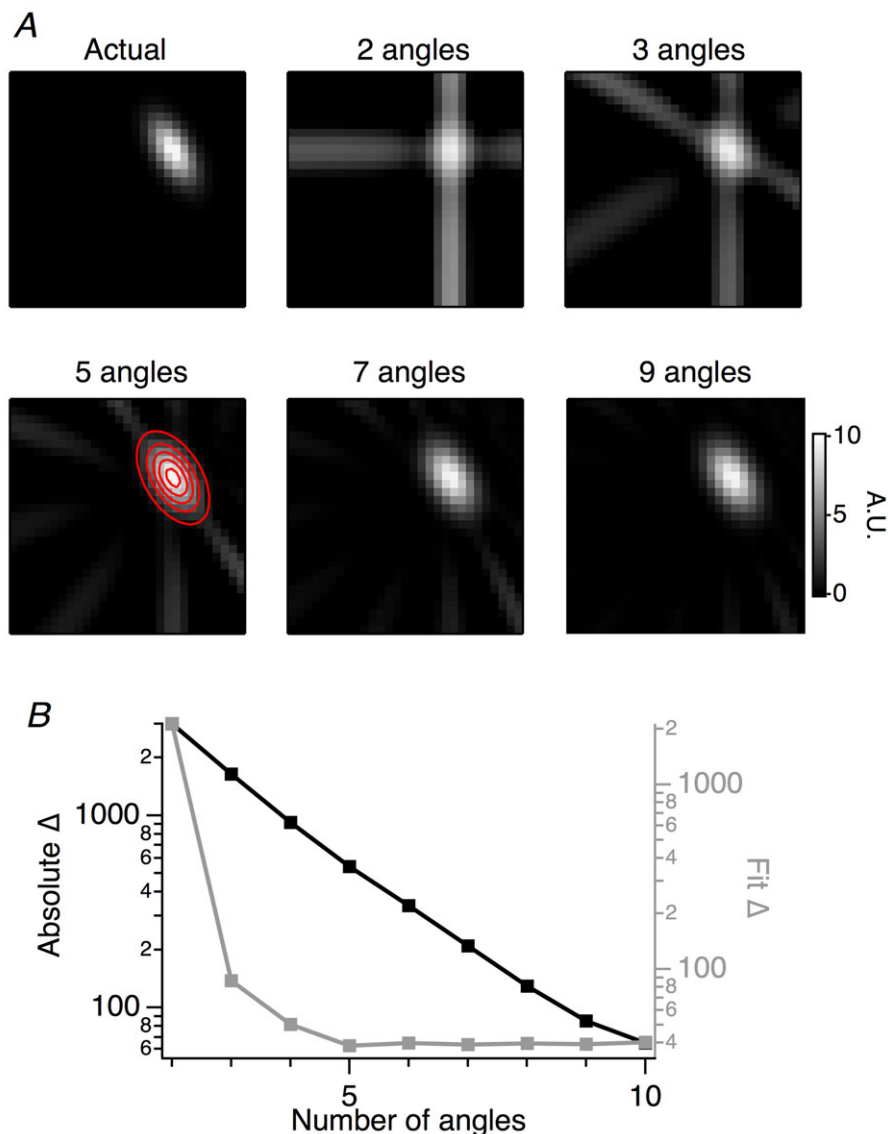 A
Actual
2 angles
3 angles
5 angles
7 angles
9 angles
10
5
0
A.U.
B
Absolute Δ
2
1000
8
6
4
2
100
8
6
2
1000
8
6
4
2
100
8
6
4
Fit Δ
5
10
Number of angles